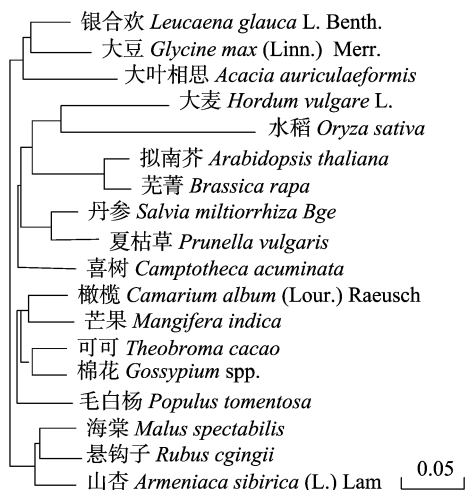 银合欢 Leucaena glauca L. Benth.
大豆 Glycine max (Linn.) Merr.
大叶相思 Acacia auriculaeformis
大麦 Hordum vulgare L.
水稻 Oryza sativa
拟南芥 Arabidopsis thaliana
芜菁 Brassica rapa
丹参 Salvia miltiorrhiza Bge
夏枯草 Prunella vulgaris
喜树 Camptotheca acuminata
橄榄 Camarium album (Lour.) Raeusch
芒果 Mangifera indica
可可 Theobroma cacao
棉花 Gossypium spp.
毛白杨 Populus tomentosa
海棠 Malus spectabilis
悬钩子 Rubus cgingii
山杏 Armeniaca sibirica (L.) Lam
0.05